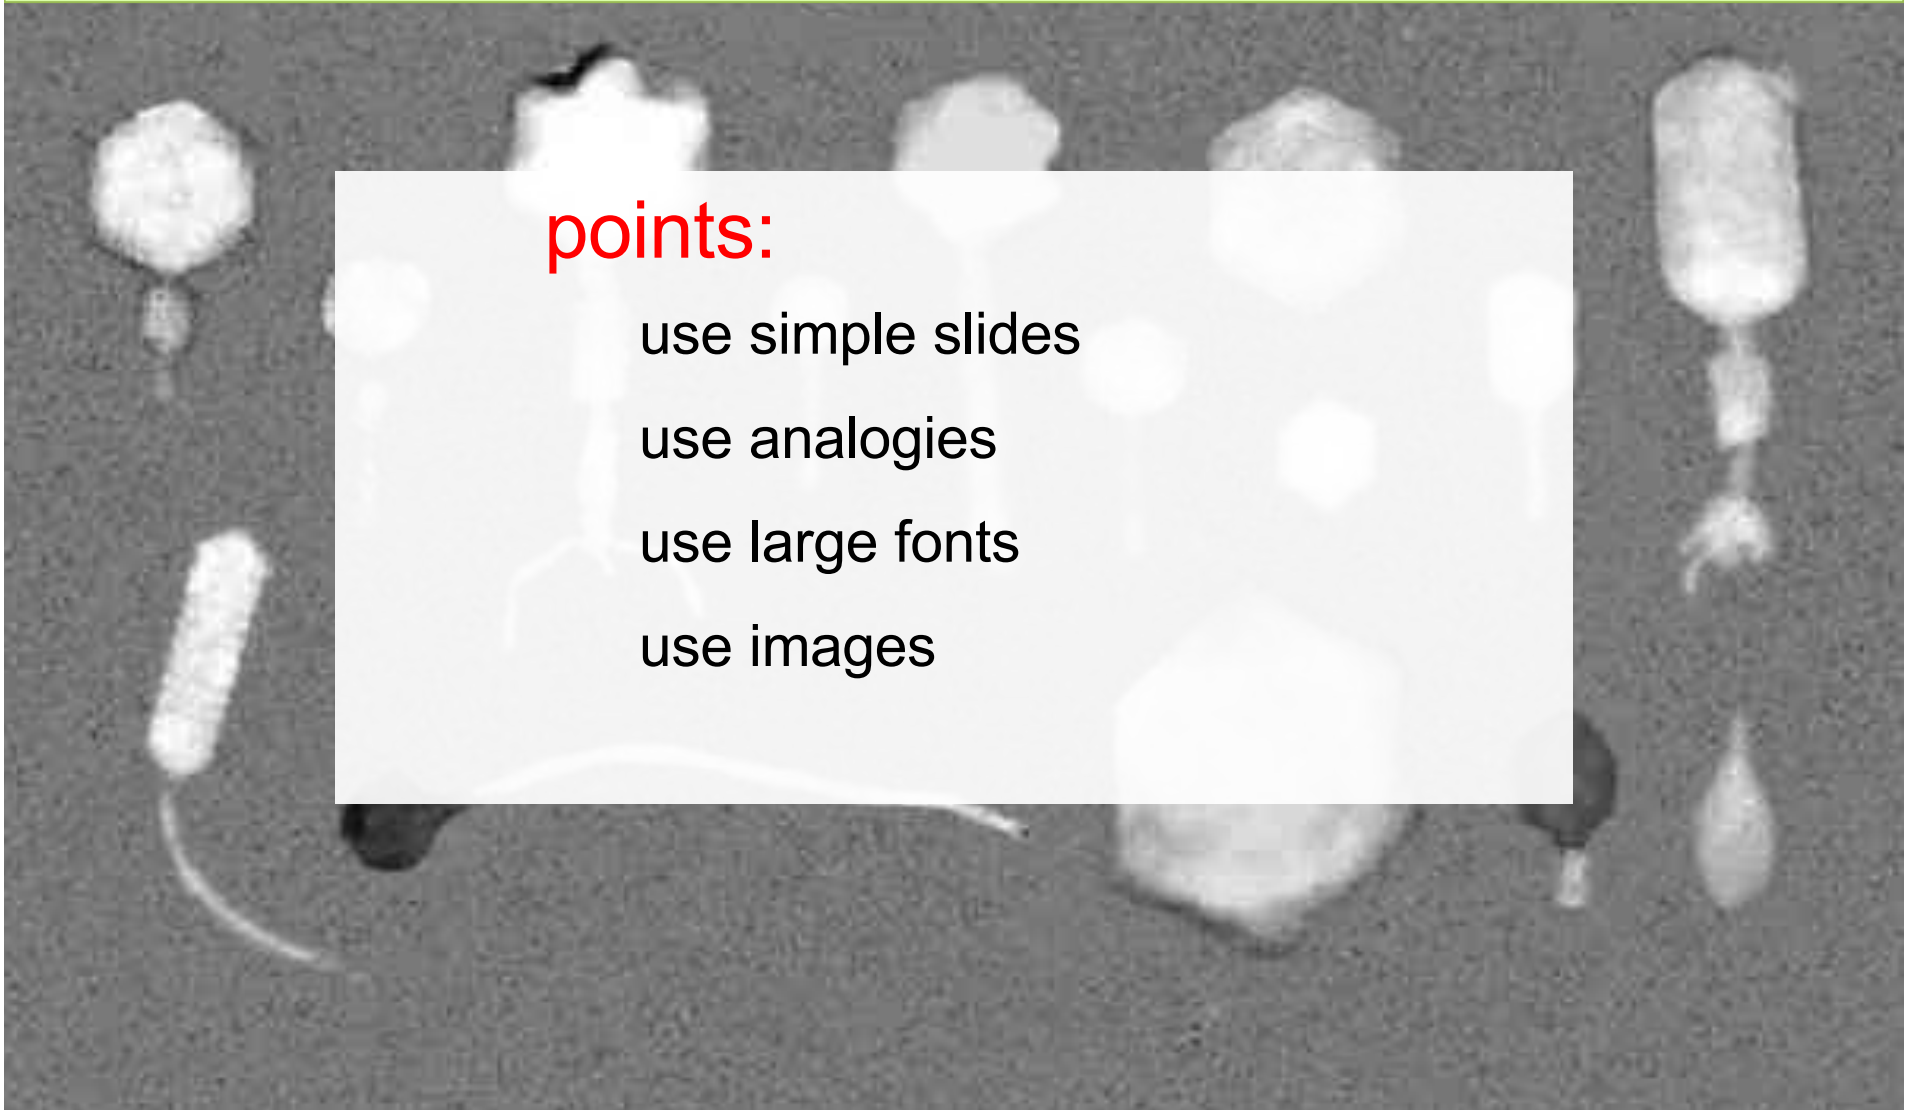 points:
use simple slides
use analogies
use large fonts
use images